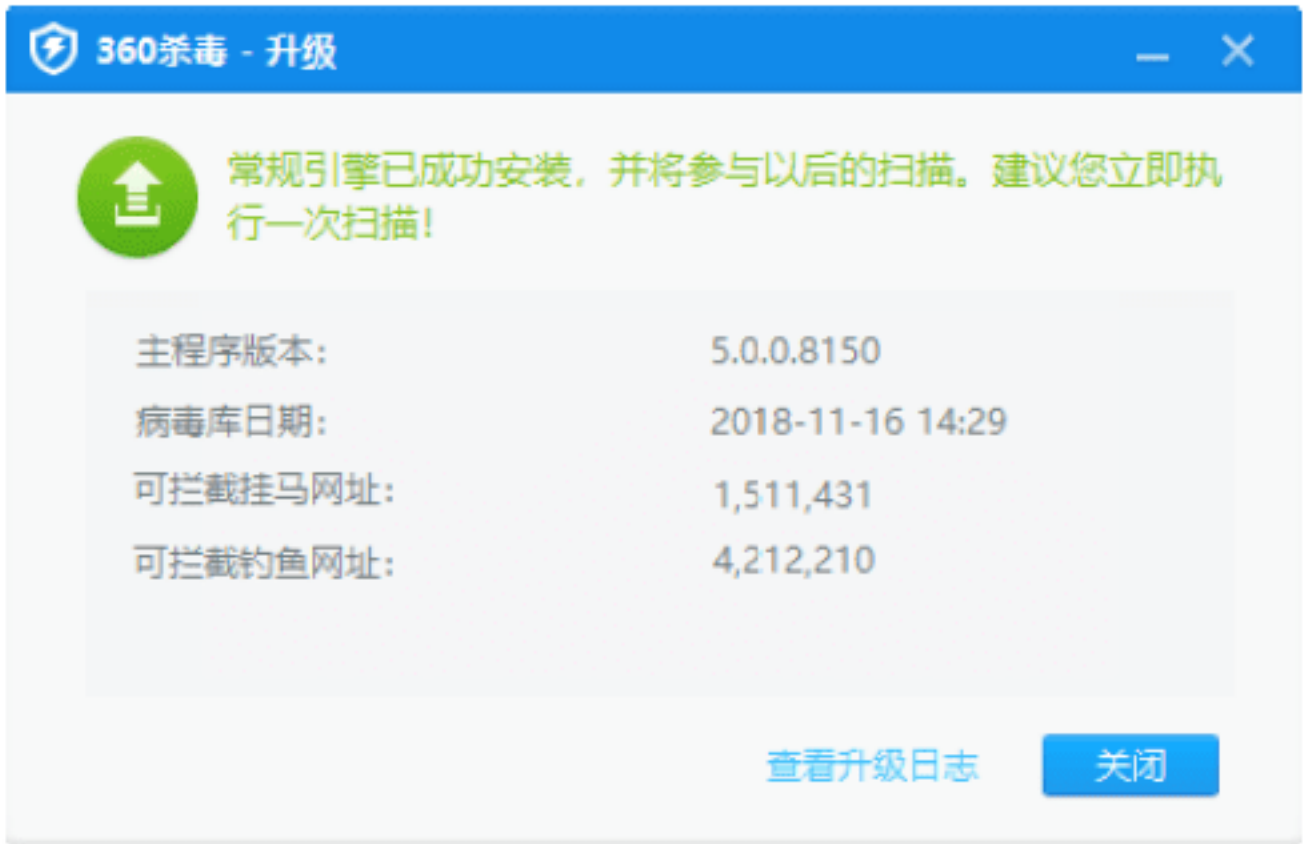 360杀毒 - 升级
常规引擎已成功安装，并将参与以后的扫描。建议您立即执
行一次扫描！
主程序版本： 5.0.0.8150
病毒库日期： 2018-11-16 14:29
可拦截挂马网址： 1,511,431
可拦截钓鱼网址： 4,212,210
查看升级日志 关闭